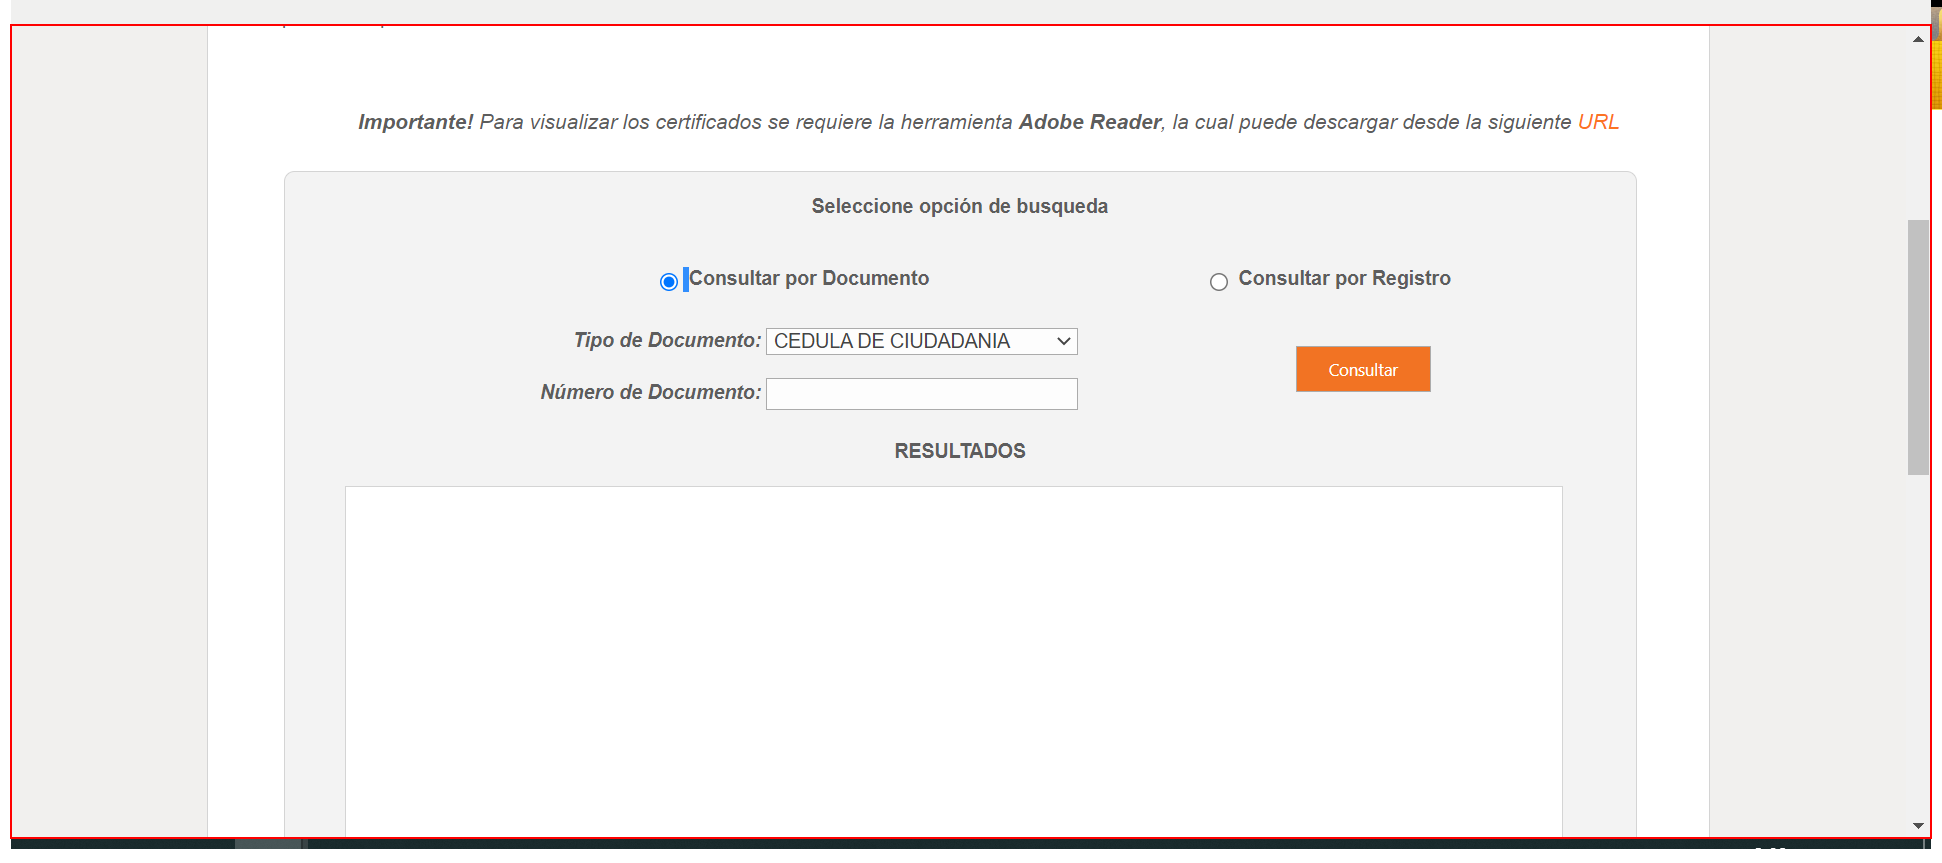 Importante! Para visualizar los certificados se requiere la herramienta Adobe Reader, la cual puede descargar desde la siguiente URL
Seleccione opción de busqueda
Consultar por Documento
Consultar por Registro
Tipo de Documento: CEDULA DE CIUDADANIA
Consultar
Número de Documento:
RESULTADOS